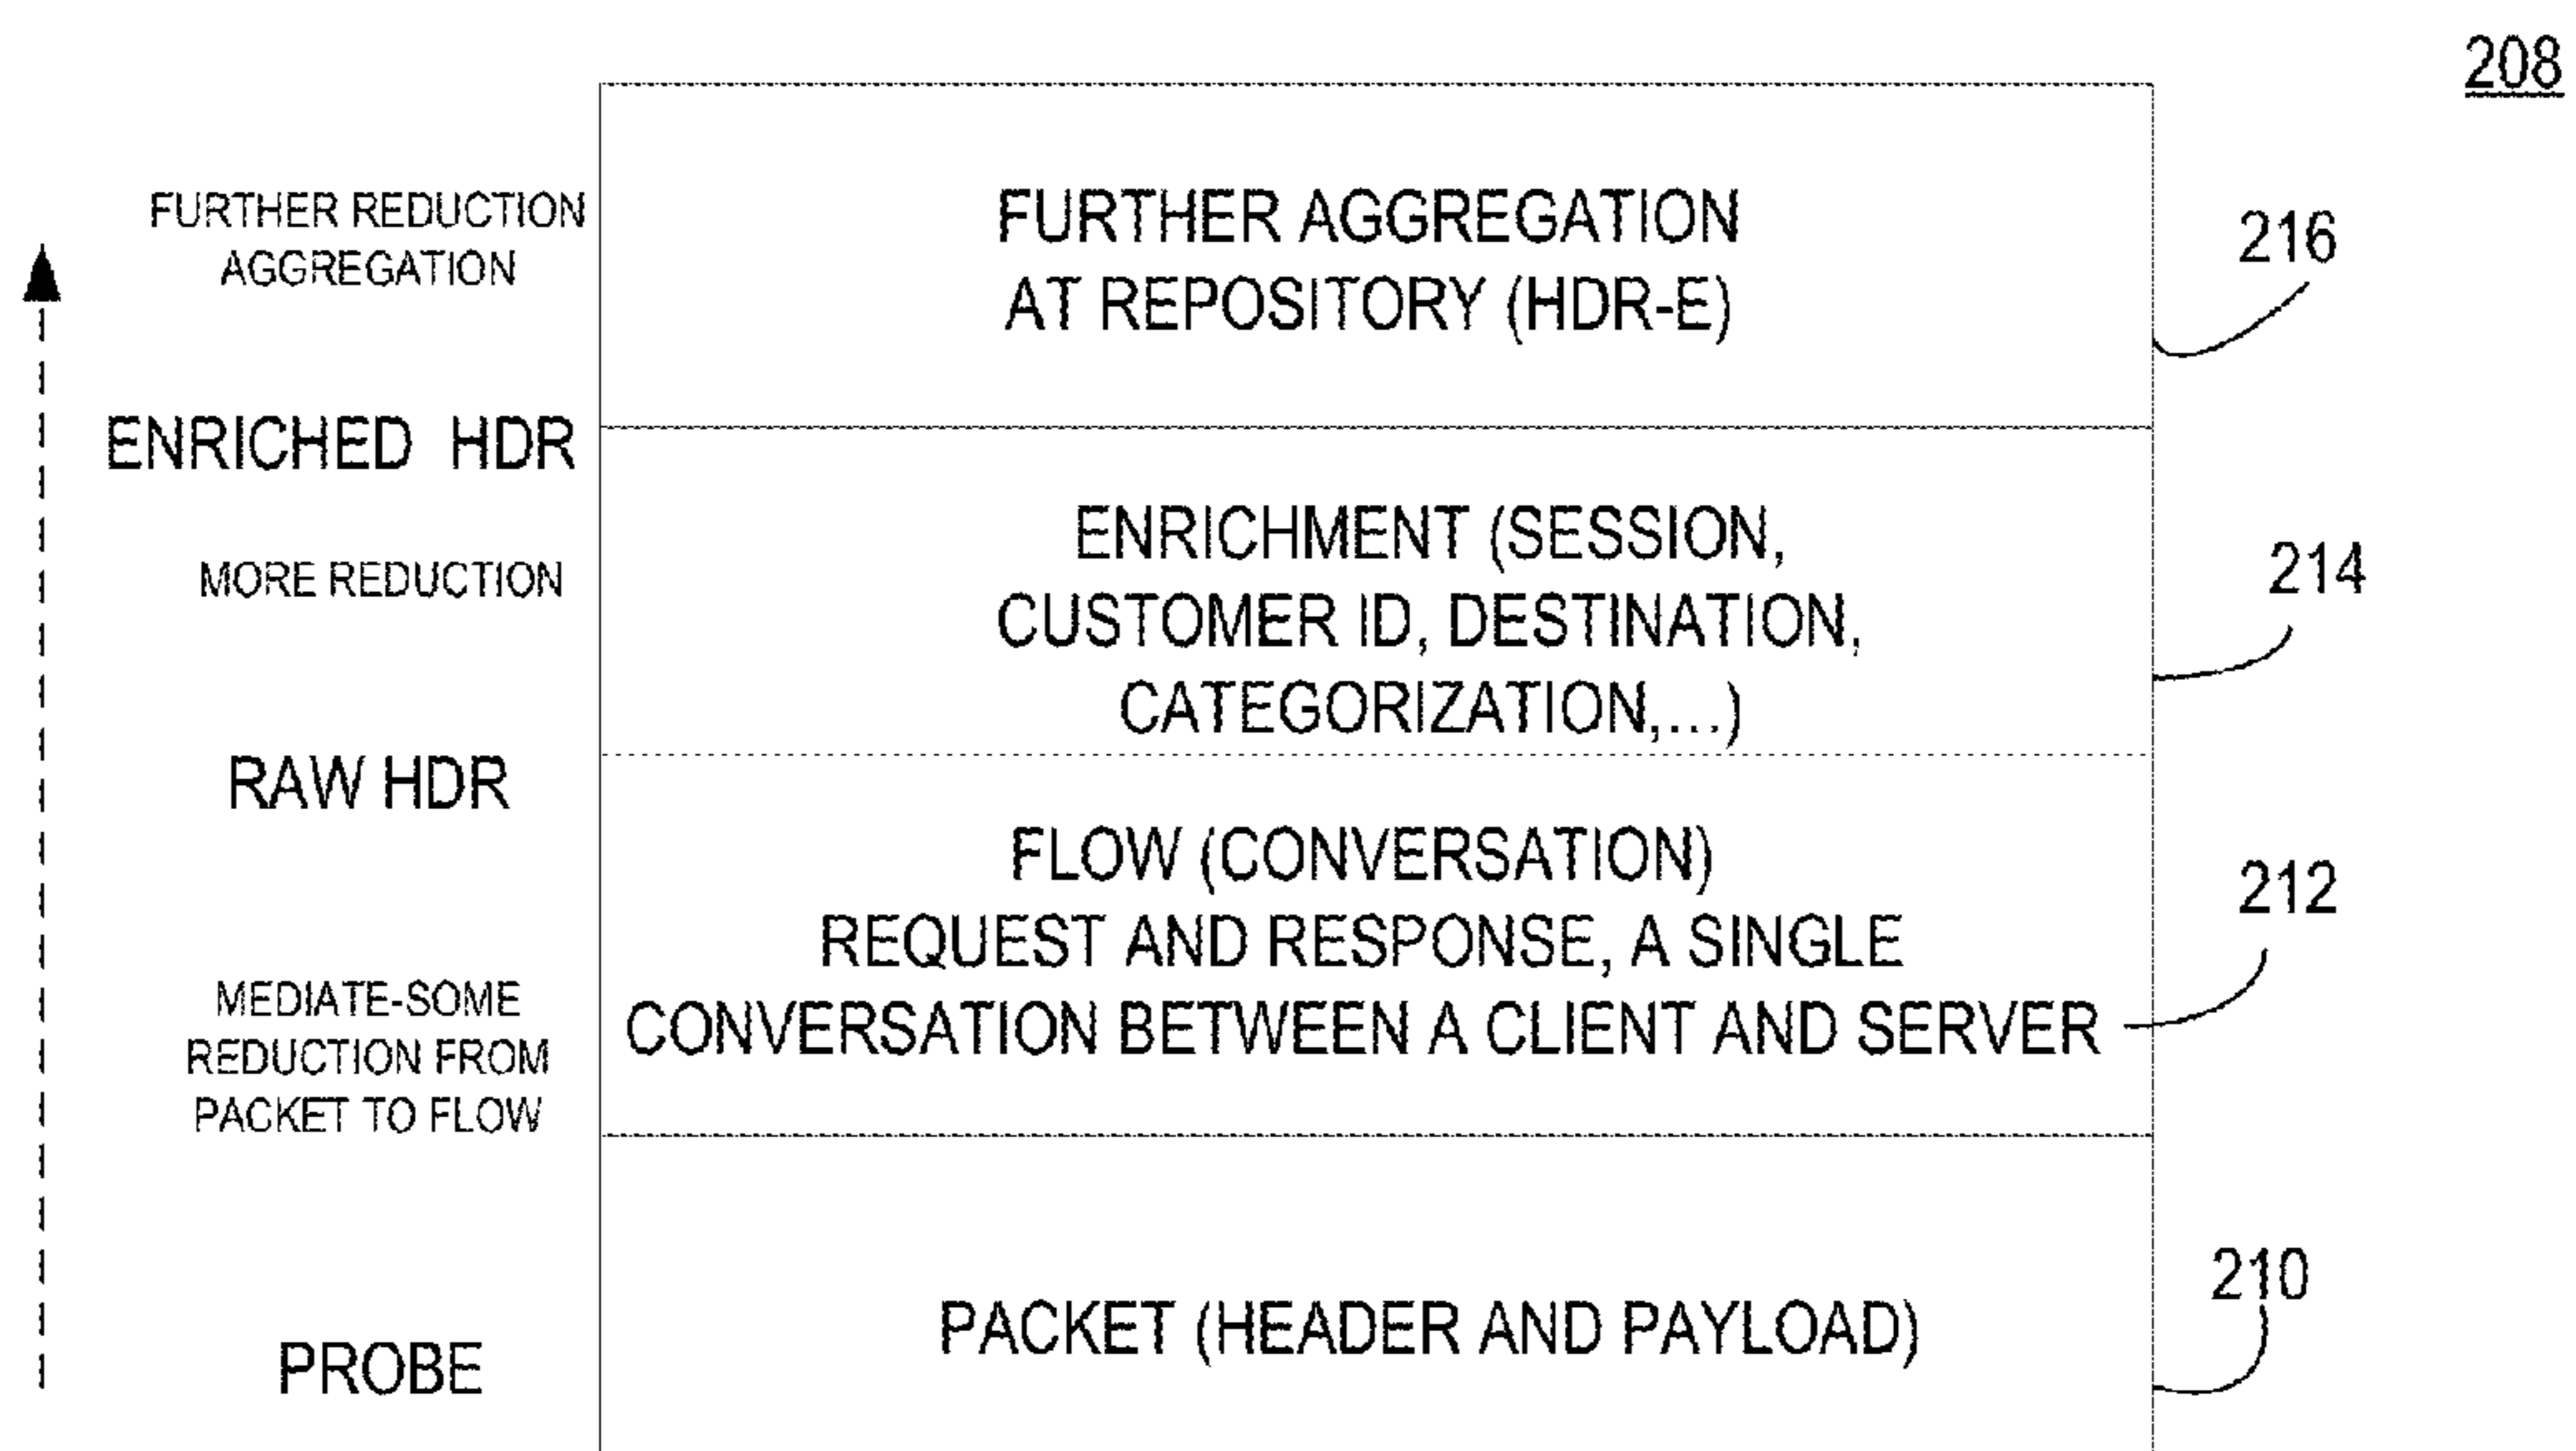 208
FURTHER REDUCTION
AGGREGATION
FURTHER AGGREGATION
AT REPOSITORY (HDR-E)
216
ENRICHED HDR
MORE REDUCTION
ENRICHMENT (SESSION,
CUSTOMER ID, DESTINATION,
CATEGORIZATION,...)
214
RAW HDR
FLOW (CONVERSATION)
REQUEST AND RESPONSE, A SINGLE
CONVERSATION BETWEEN A CLIENT AND SERVER
212
MEDIATE-SOME
REDUCTION FROM
PACKET TO FLOW
PROBE
PACKET (HEADER AND PAYLOAD)
210